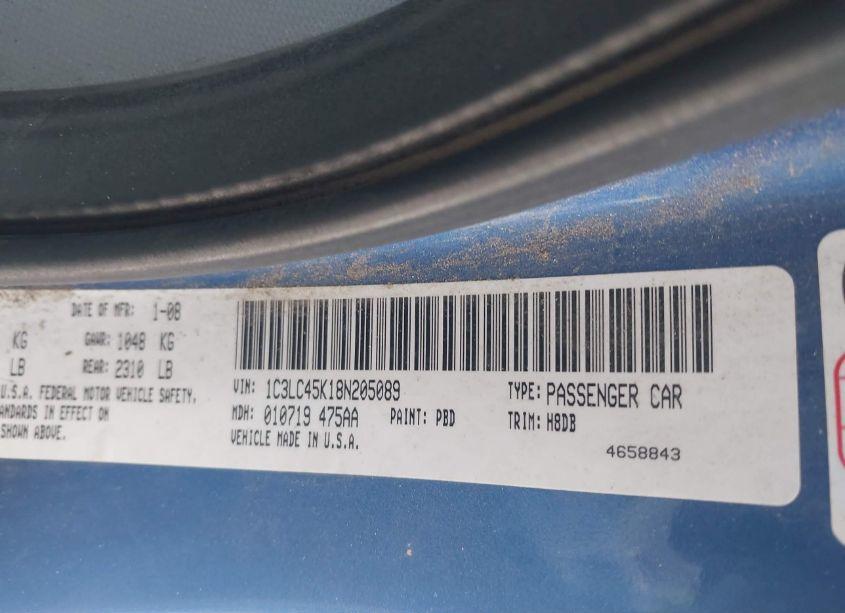 DATE OF MFR: 1-08
KG GAWR: 1048 KG
LB REAR: 2310 LB
U.S.A. FEDERAL MOTOR VEHICLE SAFETY,
ANDARDS IN EFFECT ON
SHOWN ABOVE.
VIN: 1C3LC45K18N205089 TYPE: PASSENGER CAR
MDH: 010719 475AA PAINT: PBD TRIM: H8DB
VEHICLE MADE IN U.S.A.
4658843